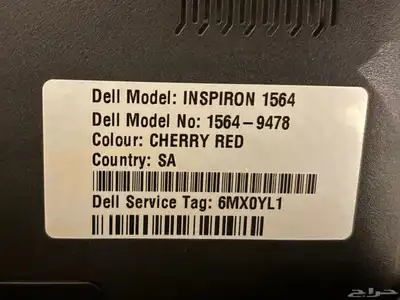 Dell Model: INSPIRON 1564
Dell Model No: 1564-9478
Colour: CHERRY RED
Country: SA
Dell Service Tag: 6MX0YL1
حراج